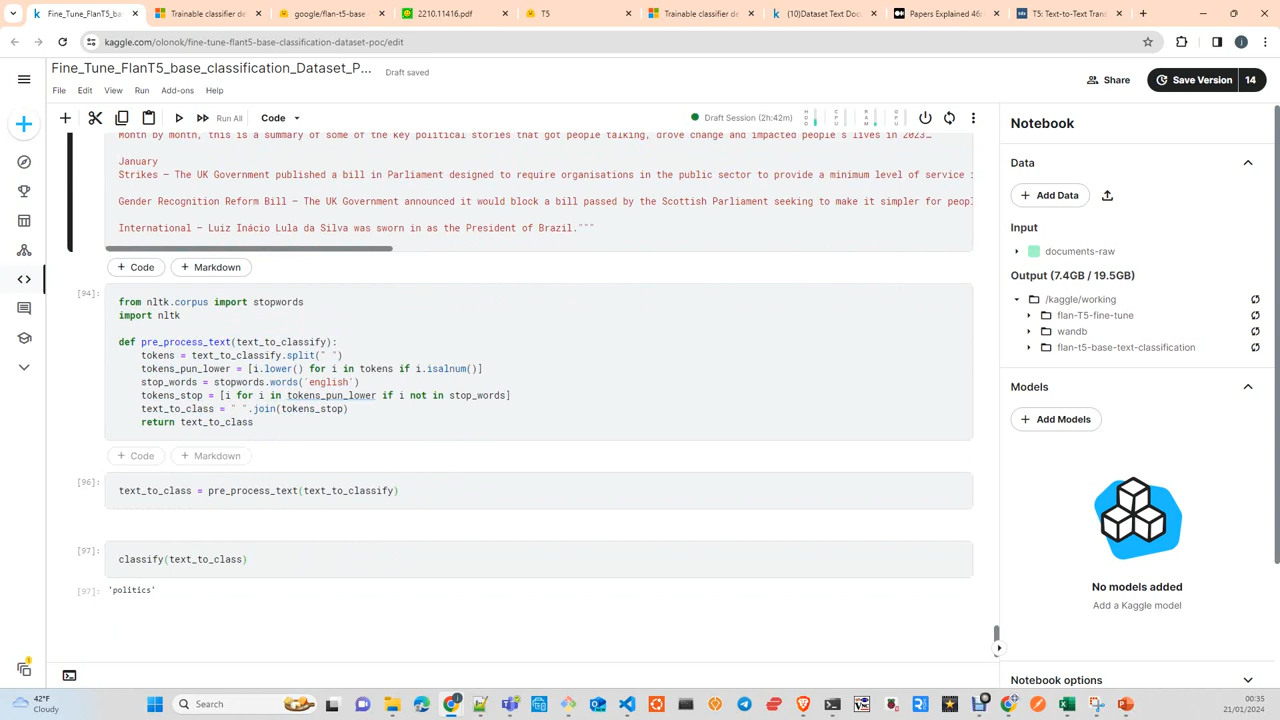 Fine_Tune_FlanT5_bas
Trainable classifier de
google/flan-t5-base
2210.11416.pdf
T5
Trainable classifier de
(10)Dataset Text Doc
Papers Explained 46:
T5: Text-to-Text Trans
kaggle.com/olonok/fine-tune-flant5-base-classification-dataset-poc/edit
Fine_Tune_FlanT5_base_classification_Dataset_P...
Draft saved
Share
Save Version
14
File Edit View Run Add-ons Help
Run All
Code
Draft Session (2h:42m)
Month by month, this is a summary of some of the key political stories that got people talking, drove change and impacted people's lives in 2023…
January
Strikes – The UK Government published a bill in Parliament designed to require organisations in the public sector to provide a minimum level of service
Gender Recognition Reform Bill – The UK Government announced it would block a bill passed by the Scottish Parliament seeking to make it simpler for peopl
International – Luiz Inácio Lula da Silva was sworn in as the President of Brazil."""
+ Code
+ Markdown
[94]:
from nltk.corpus import stopwords
import nltk
def pre_process_text(text_to_classify):
tokens = text_to_classify.split(" ")
tokens_pun_lower = [i.lower() for i in tokens if i.isalnum()]
stop_words = stopwords.words('english')
tokens_stop = [i for i in tokens_pun_lower if i not in stop_words]
text_to_class = " ".join(tokens_stop)
return text_to_class
+ Code
+ Markdown
[96]:
text_to_class = pre_process_text(text_to_classify)
[97]:
classify(text_to_class)
[97]:
'politics'
Notebook
Data
+ Add Data
Input
documents-raw
Output (7.4GB / 19.5GB)
/kaggle/working
flan-T5-fine-tune
wandb
flan-t5-base-text-classification
Models
+ Add Models
No models added
Add a Kaggle model
Notebook options
42°F
Cloudy
Search
00:35
21/01/2024